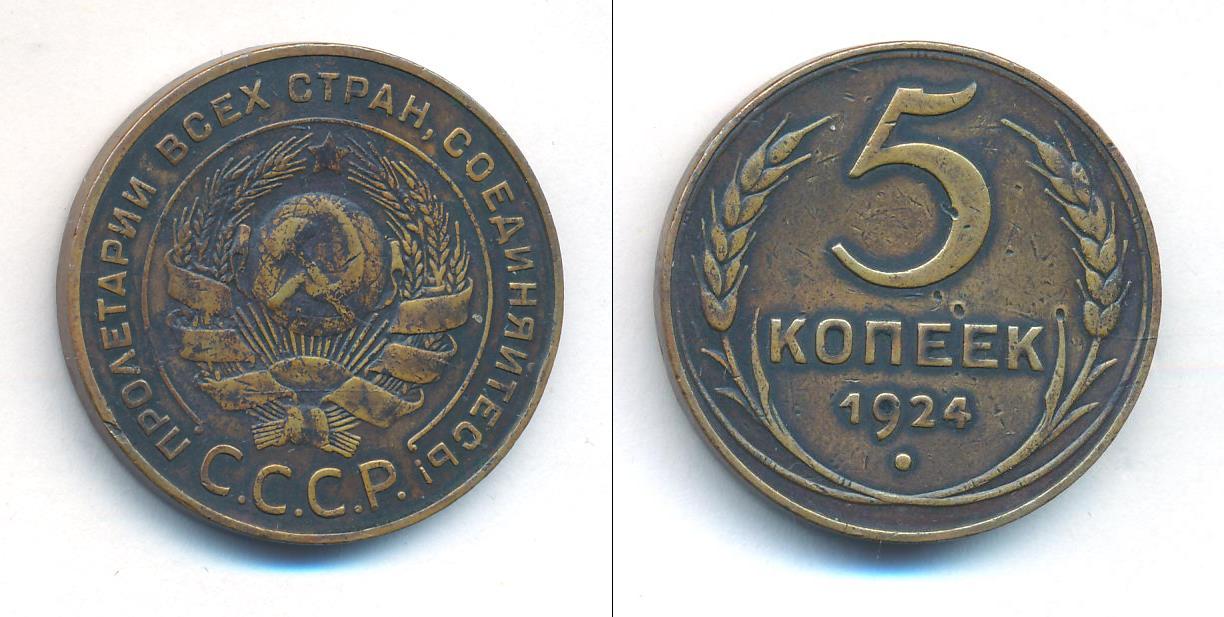 ПРОЛЕТАРИИ ВСЕХ СТРАН, СОЕДИНЯЙТЕСЬ!
С.С.С.Р.
5
КОПЕЕК
1924